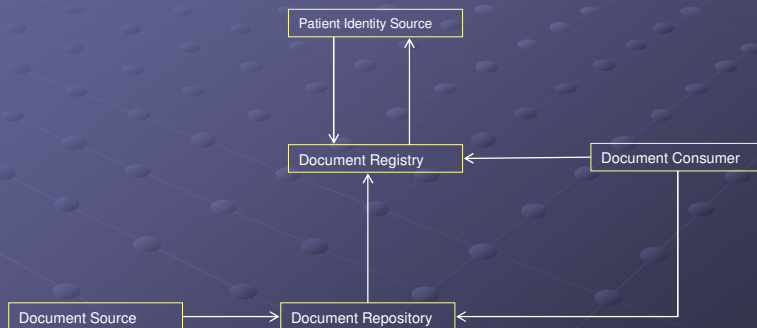 Patient Identity Source
Document Registry
Document Consumer
Document Source
Document Repository